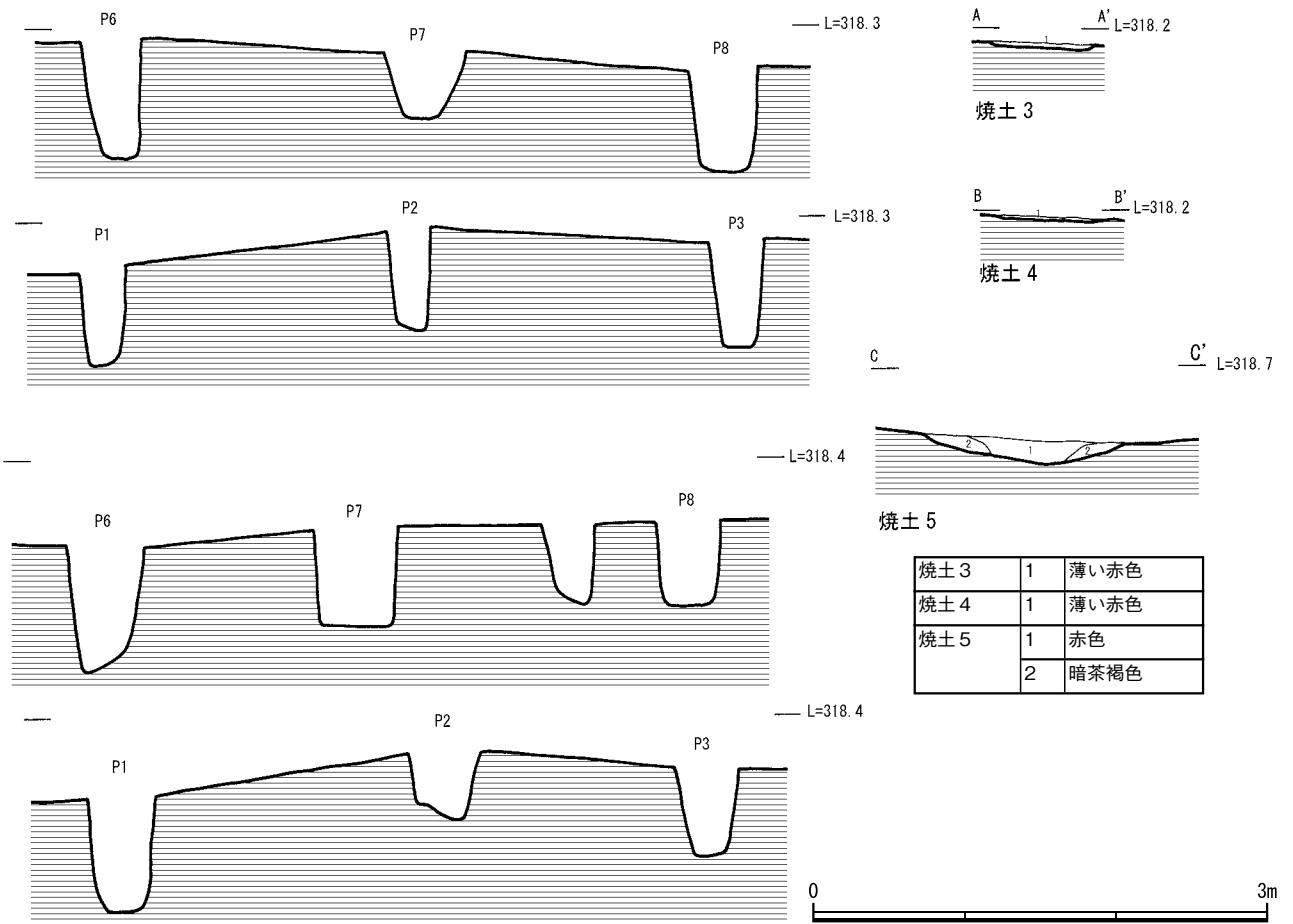 P6
P7
P8
L=318.3
A
A'
L=318.2
1
焼土 3
P1
P2
P3
L=318.3
B
B'
L=318.2
1
焼土 4
C
C'
L=318.7
2
1
2
焼土 5
P6
P7
P8
L=318.4
焼土3 1 薄い赤色
焼土4 1 薄い赤色
焼土5 1 赤色
2 暗茶褐色
P1
P2
P3
L=318.4
0 3m